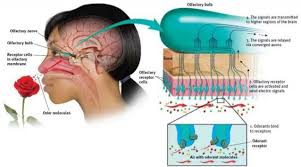 Olfactory nerve
Olfactory bulb
Receptor cells
in olfactory
membrane
Odor molecules
Olfactory bulb
4. The signals are transmitted
to higher regions of the brain
3. The signals are relayed
via converged axons
Olfactory
receptor
cells
2. Olfactory receptor
cells are activated and
send electric signals
1. Odorants bind
to receptors
Odorant
receptor
Air with odorant molecules